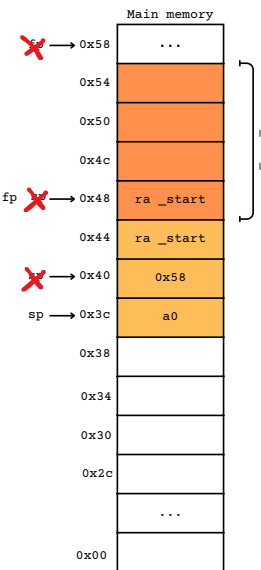 Main memory
0x58 ...
0x54
0x50
0x4c
fp 0x48 ra _start
0x44 ra _start
0x40 0x58
sp 0x3c a0
0x38
0x34
0x30
0x2c
...
0x00